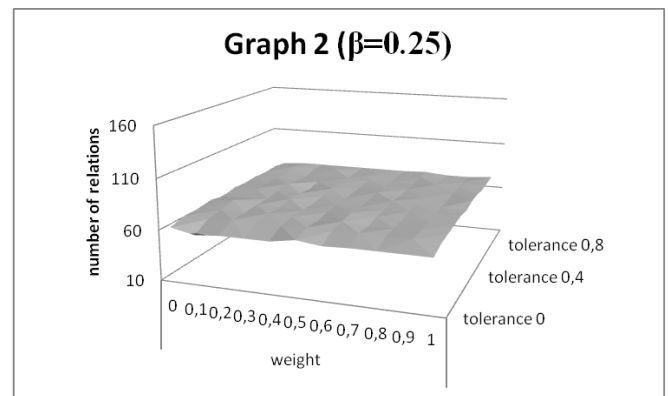 Graph 2 (β=0.25)
160
110
60
10
number of relations
0 0,1 0,2 0,3 0,4 0,5 0,6 0,7 0,8 0,9 1
weight
tolerance 0,8
tolerance 0,4
tolerance 0